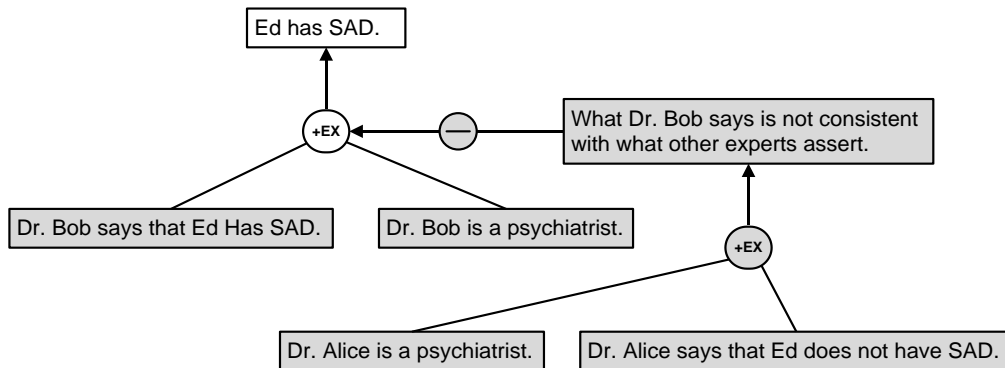 Ed has SAD.
+EX
What Dr. Bob says is not consistent
with what other experts assert.
Dr. Bob says that Ed Has SAD.
Dr. Bob is a psychiatrist.
+EX
Dr. Alice is a psychiatrist.
Dr. Alice says that Ed does not have SAD.